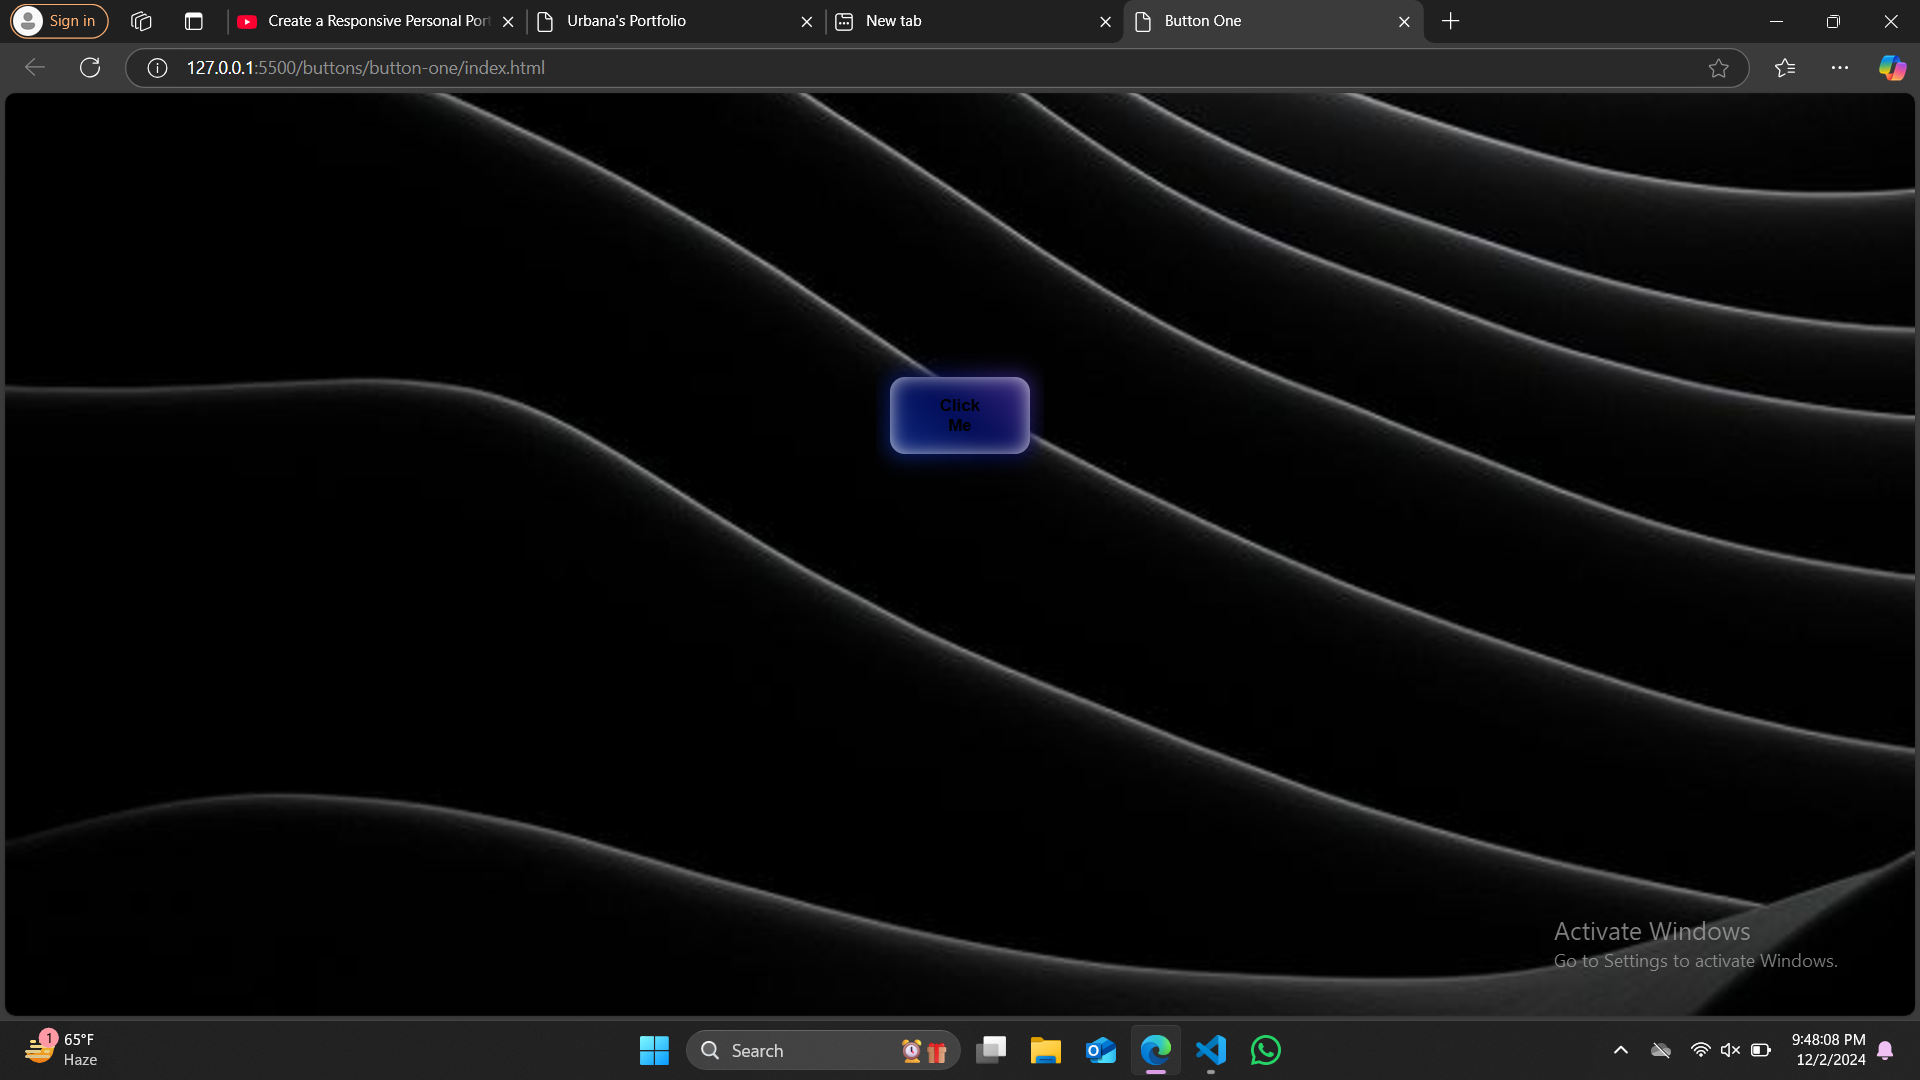 Sign in
Create a Responsive Personal Por
Urbana's Portfolio
New tab
Button One
127.0.0.1:5500/buttons/button-one/index.html
Click
Me
Activate Windows
Go to Settings to activate Windows.
1
65°F
Haze
Search
9:48:08 PM
12/2/2024